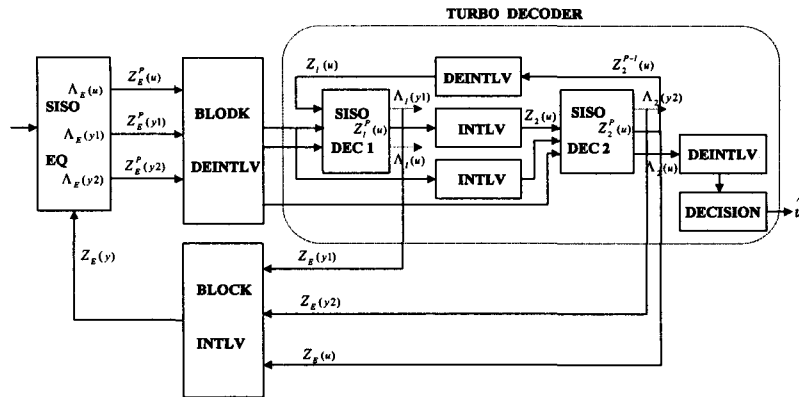 TURBO DECODER
Λ_E(u)
Z_E^P(u)
SISO
Λ_E(y1)
Z_E^P(y1)
EQ
Λ_E(y2)
Z_E^P(y2)
BLODK
DEINTLV
Z_1(u)
DEINTLV
Z_2^{P-1}(u)
SISO
Z_1^P(u)
DEC 1
Λ_1(y1)
Λ_1(u)
INTLV
INTLV
Z_2(u)
SISO
Z_2^P(u)
DEC 2
Λ_2(y2)
Λ_2(u)
DEINTLV
DECISION
Z_E(y)
BLOCK
INTLV
Z_E(y1)
Z_E(y2)
Z_E(u)